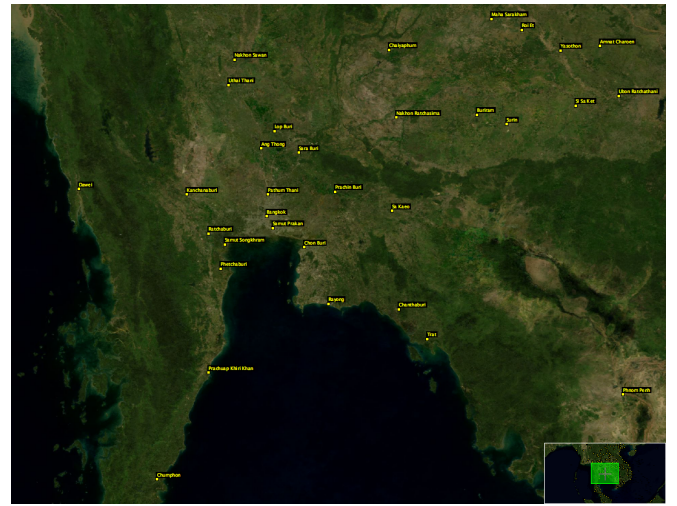 Maha Sarakham
Roi Et
Yasothon
Amnat Charoen
Chaiyaphum
Nakhon Sawan
Uthai Thani
Ubon Ratchathani
Si Sa Ket
Nakhon Ratchasima
Buriram
Surin
Lop Buri
Ang Thong
Sara Buri
Dawei
Kanchanaburi
Pathum Thani
Prachin Buri
Sa Kaeo
Bangkok
Samut Prakan
Ratchaburi
Samut Songkhram
Chon Buri
Phetchaburi
Rayong
Chanthaburi
Trat
Prachuap Khiri Khan
Phnom Penh
Chumphon